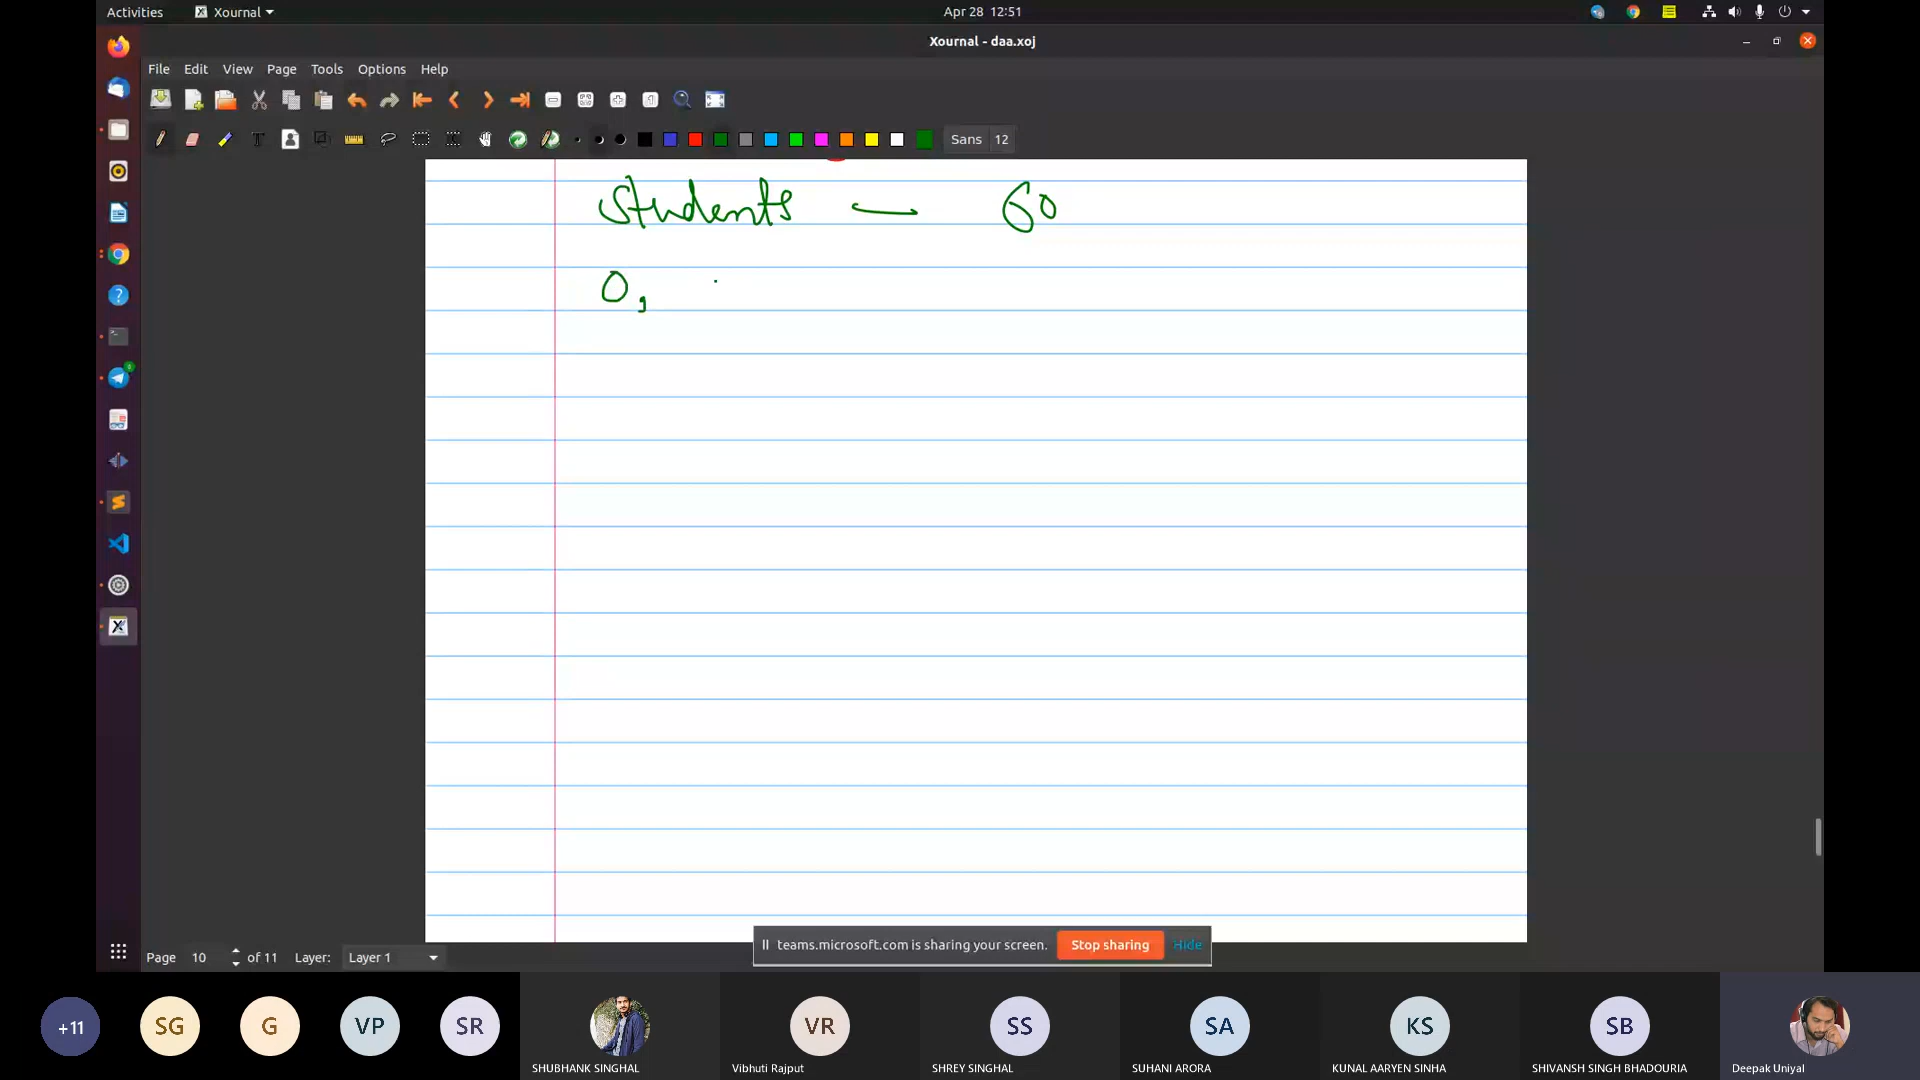 Activities Xournal Apr 28 12:51
Xournal - daa.xoj
File Edit View Page Tools Options Help
Sans 12
Students — 60
0,
teams.microsoft.com is sharing your screen. Stop sharing Hide
Page 10 of 11 Layer: Layer 1
+11 SG G VP SR VR SS SA KS SB
SHUBHANK SINGHAL Vibhuti Rajput SHREY SINGHAL SUHANI ARORA KUNAL AARYEN SINHA SHIVANSH SINGH BHADOURIA Deepak Uniyal